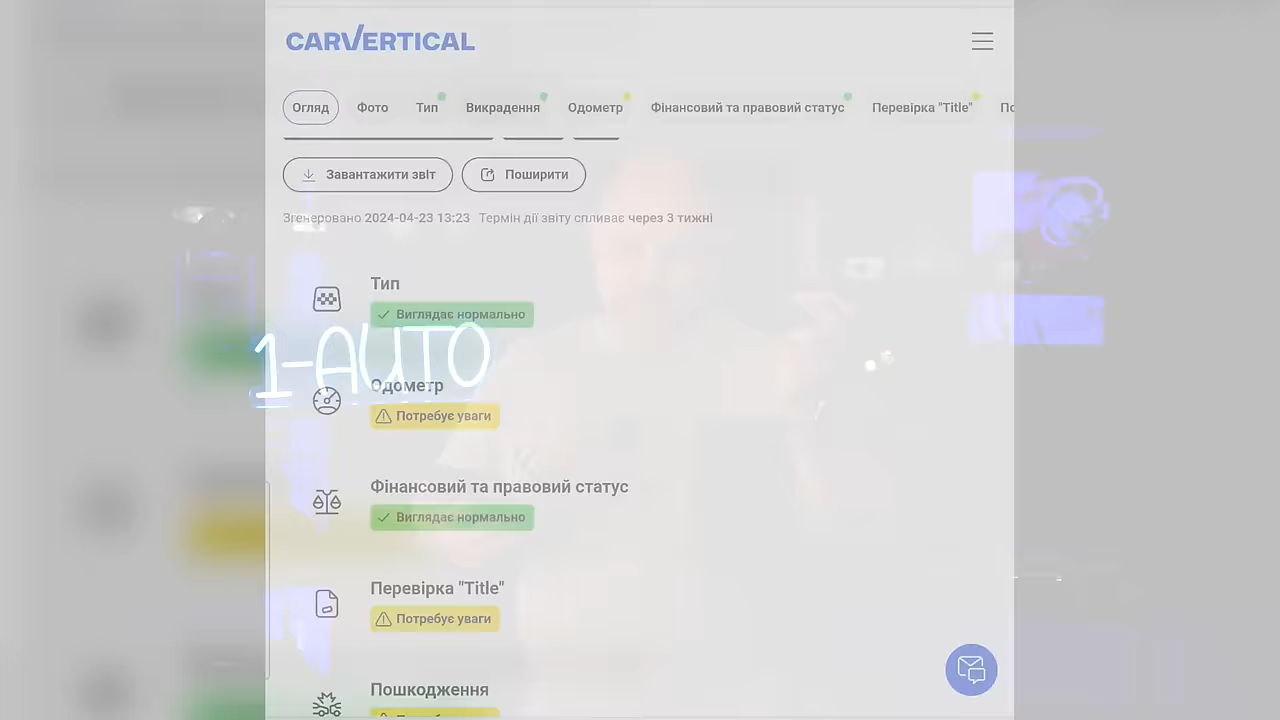 CARVERTICAL
Огляд Фото Тип Викрадення Одометр Фінансовий та правовий статус Перевірка "Title"
Завантажити звіт Поширити
Згенеровано 2024-04-23 13:23 Термін дії звіту спливає через 3 тижні
Тип
Виглядає нормально
1-AUTO
Одометр
Потребує уваги
Фінансовий та правовий статус
Виглядає нормально
Перевірка "Title"
Потребує уваги
Пошкодження